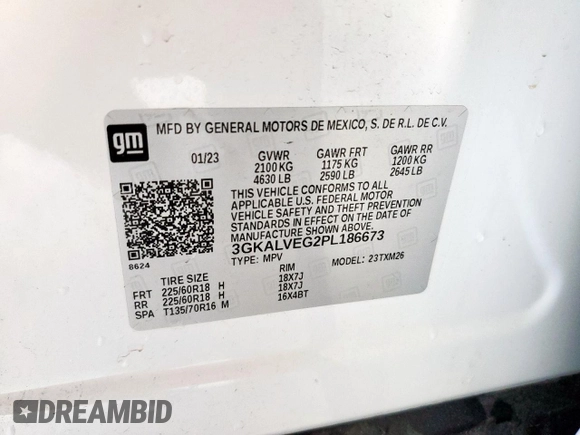 gm
MFD BY GENERAL MOTORS DE MEXICO, S. DE R.L. DE C.V.
01/23 GVWR GAWR FRT GAWR RR
2100 KG 1175 KG 1200 KG
4630 LB 2590 LB 2645 LB
THIS VEHICLE CONFORMS TO ALL
APPLICABLE U.S. FEDERAL MOTOR
VEHICLE SAFETY AND THEFT PREVENTION
STANDARDS IN EFFECT ON THE DATE OF
MANUFACTURE SHOWN ABOVE.
3GKALVEG2PL186673
8624
TYPE: MPV MODEL: 23TXM26
TIRE SIZE RIM
FRT 225/60R18 H 18X7J
RR 225/60R18 H 18X7J
SPA T135/70R16 M 16X4BT
DREAMBID